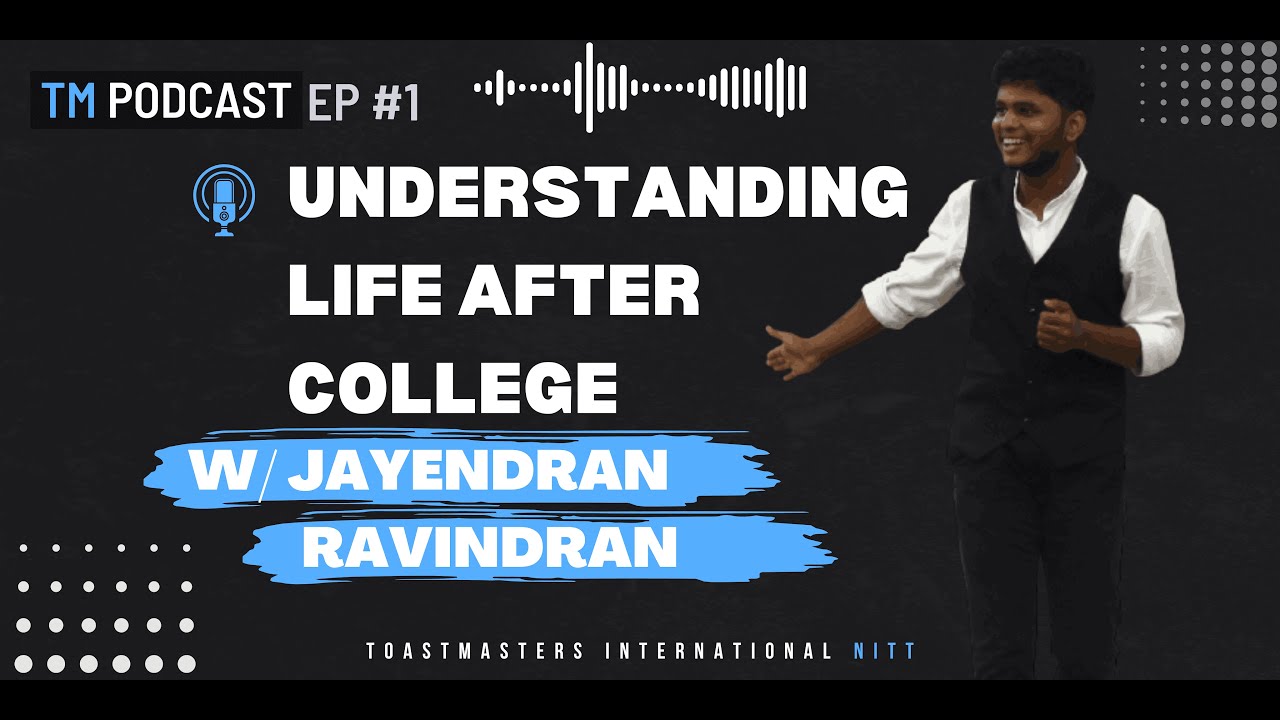 TM PODCAST EP #1
UNDERSTANDING
LIFE AFTER
COLLEGE
W/ JAYENDRAN
RAVINDRAN
TOASTMASTERS INTERNATIONAL NITT